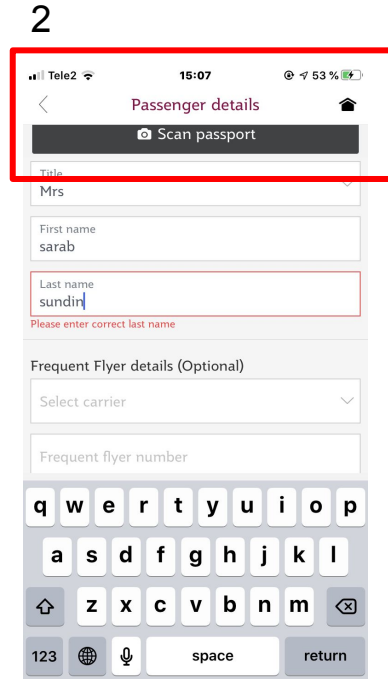 2
Tele2 15:07 53 %
Passenger details
Scan passport
Title
Mrs
First name
sarab
Last name
sundin
Please enter correct last name
Frequent Flyer details (Optional)
Select carrier
Frequent flyer number
q w e r t y u i o p
a s d f g h j k l
z x c v b n m
123 space return